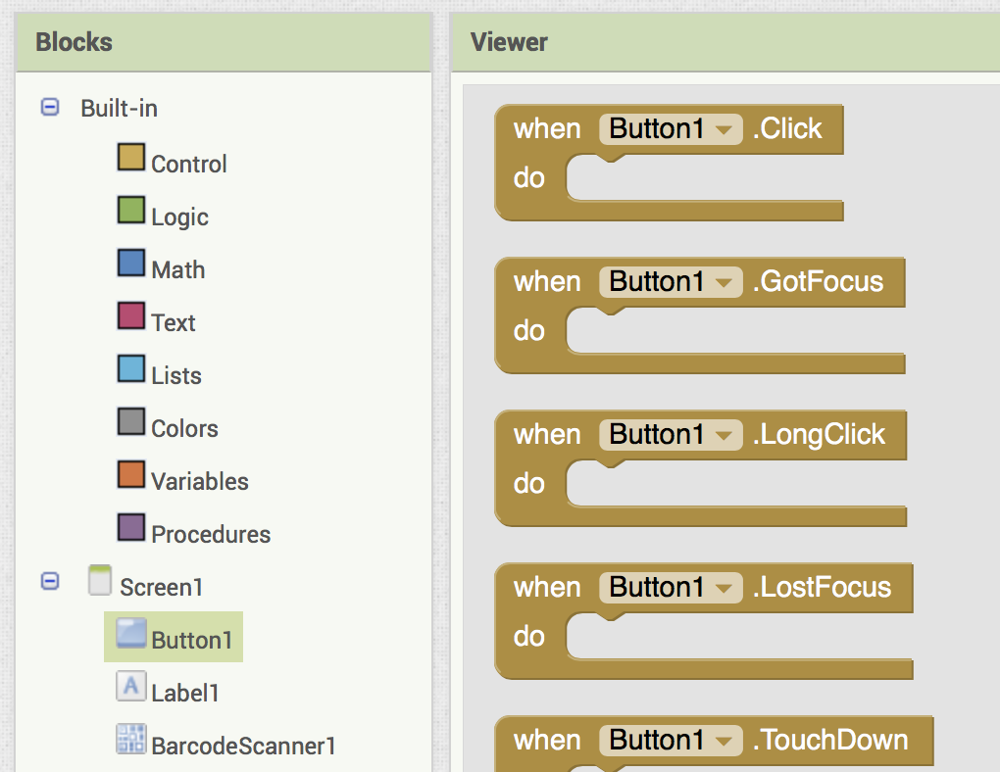 Blocks
Built-in
Control
Logic
Math
Text
Lists
Colors
Variables
Procedures
Screen1
Button1
A Label1
BarcodeScanner1
Viewer
when Button1 .Click
do
when Button1 .GotFocus
do
when Button1 .LongClick
do
when Button1 .LostFocus
do
when Button1 .TouchDown